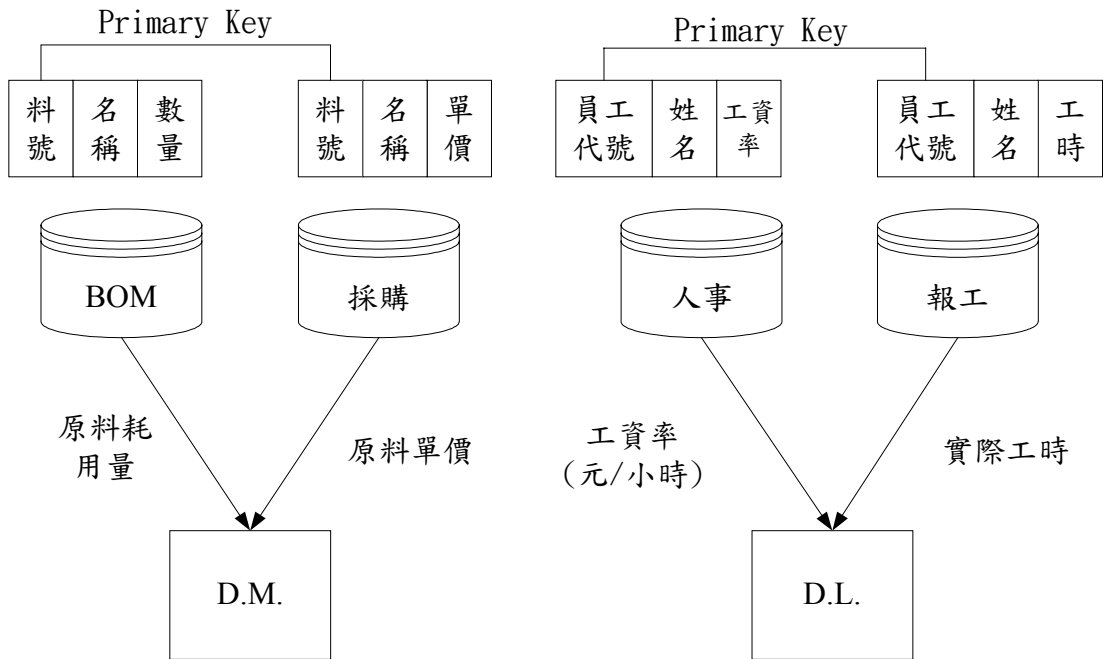 Primary Key
料號
名稱
數量
料號
名稱
單價
BOM
採購
原料耗
用量
原料單價
D.M.
Primary Key
員工
代號
姓名
工資
率
員工
代號
姓名
工時
人事
報工
工資率
(元/小時)
實際工時
D.L.